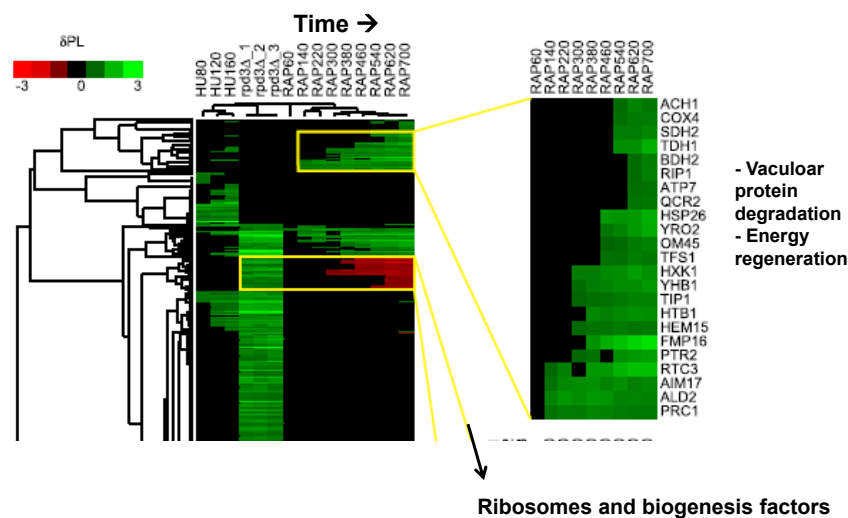 Time →
δPL
-3 0 3
HU80
HU120
HU160
rpd3Δ_1
rpd3Δ_2
rpd3Δ_3
RAP60
RAP140
RAP220
RAP300
RAP380
RAP460
RAP540
RAP620
RAP700
RAP60
RAP140
RAP220
RAP300
RAP380
RAP460
RAP540
RAP620
RAP700
ACH1
COX4
SDH2
TDH1
BDH2
RIP1
ATP7
QCR2
HSP26
YRO2
OM45
TFS1
HXK1
YHB1
TIP1
HTB1
HEM15
FMP16
PTR2
RTC3
AIM17
ALD2
PRC1
- Vaculoar
protein
degradation
- Energy
regeneration
Ribosomes and biogenesis factors